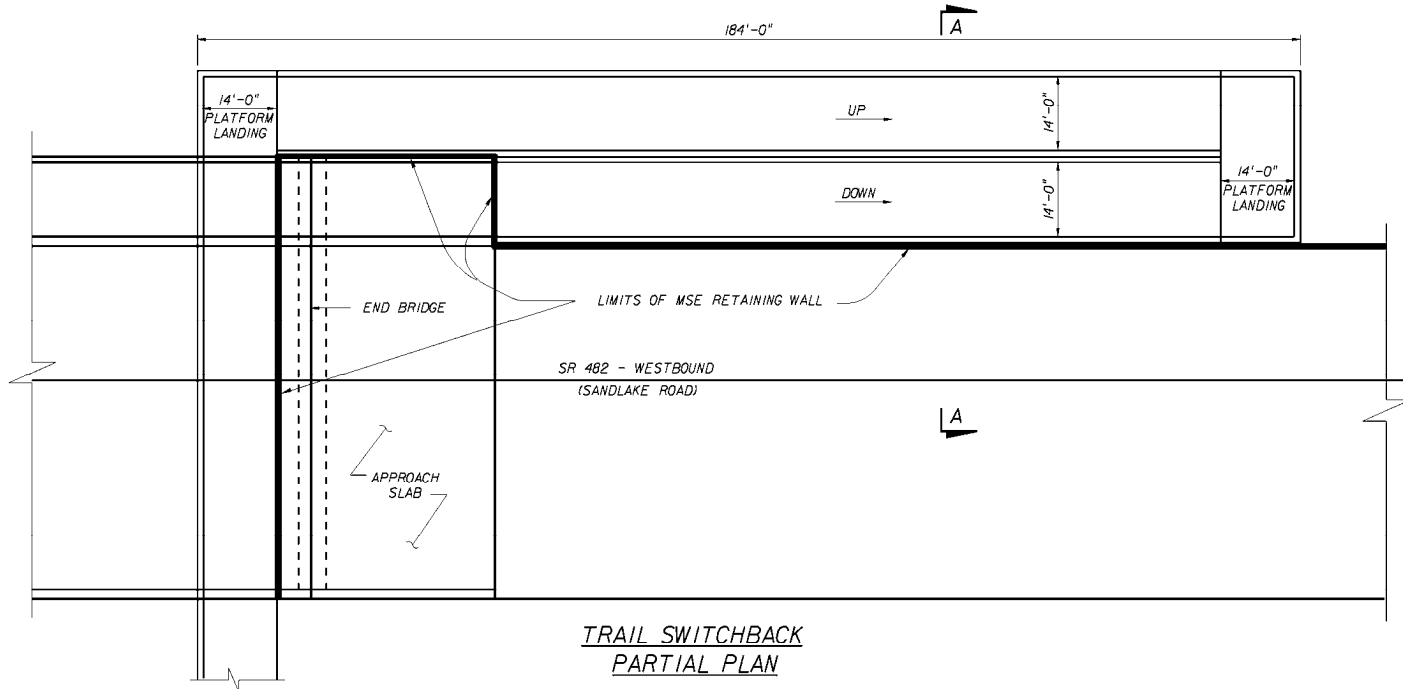 184'-0"
A
14'-0"
PLATFORM
LANDING
UP
14'-0"
14'-0"
PLATFORM
LANDING
DOWN
14'-0"
LIMITS OF MSE RETAINING WALL
END BRIDGE
SR 482 - WESTBOUND
(SANDLAKE ROAD)
A
APPROACH
SLAB
TRAIL SWITCHBACK
PARTIAL PLAN